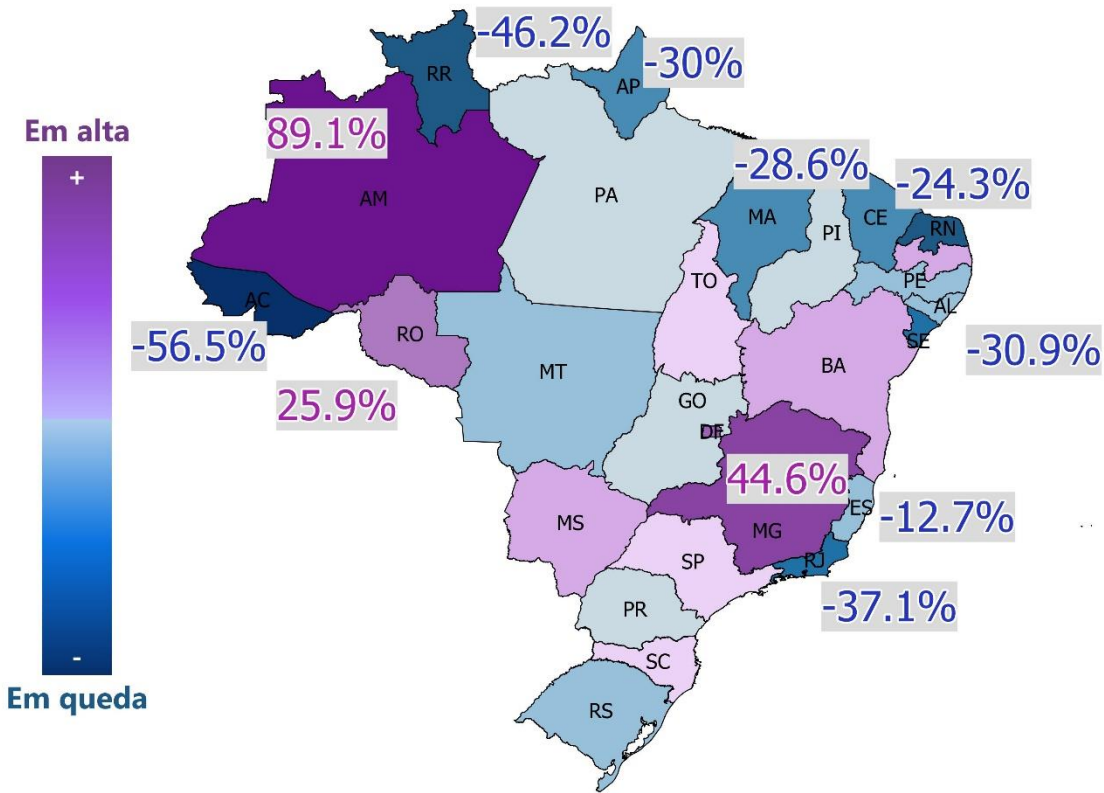 -46.2%
RR
AP
-30%
Em alta
89.1%
+
-28.6%
-24.3%
AM
PA
MA
CE
PI
RN
TO
PE
AL
AC
SE
-56.5%
RO
-30.9%
MT
BA
25.9%
GO
DF
44.6%
ES
-12.7%
MS
MG
SP
RJ
-37.1%
PR
-
SC
Em queda
RS